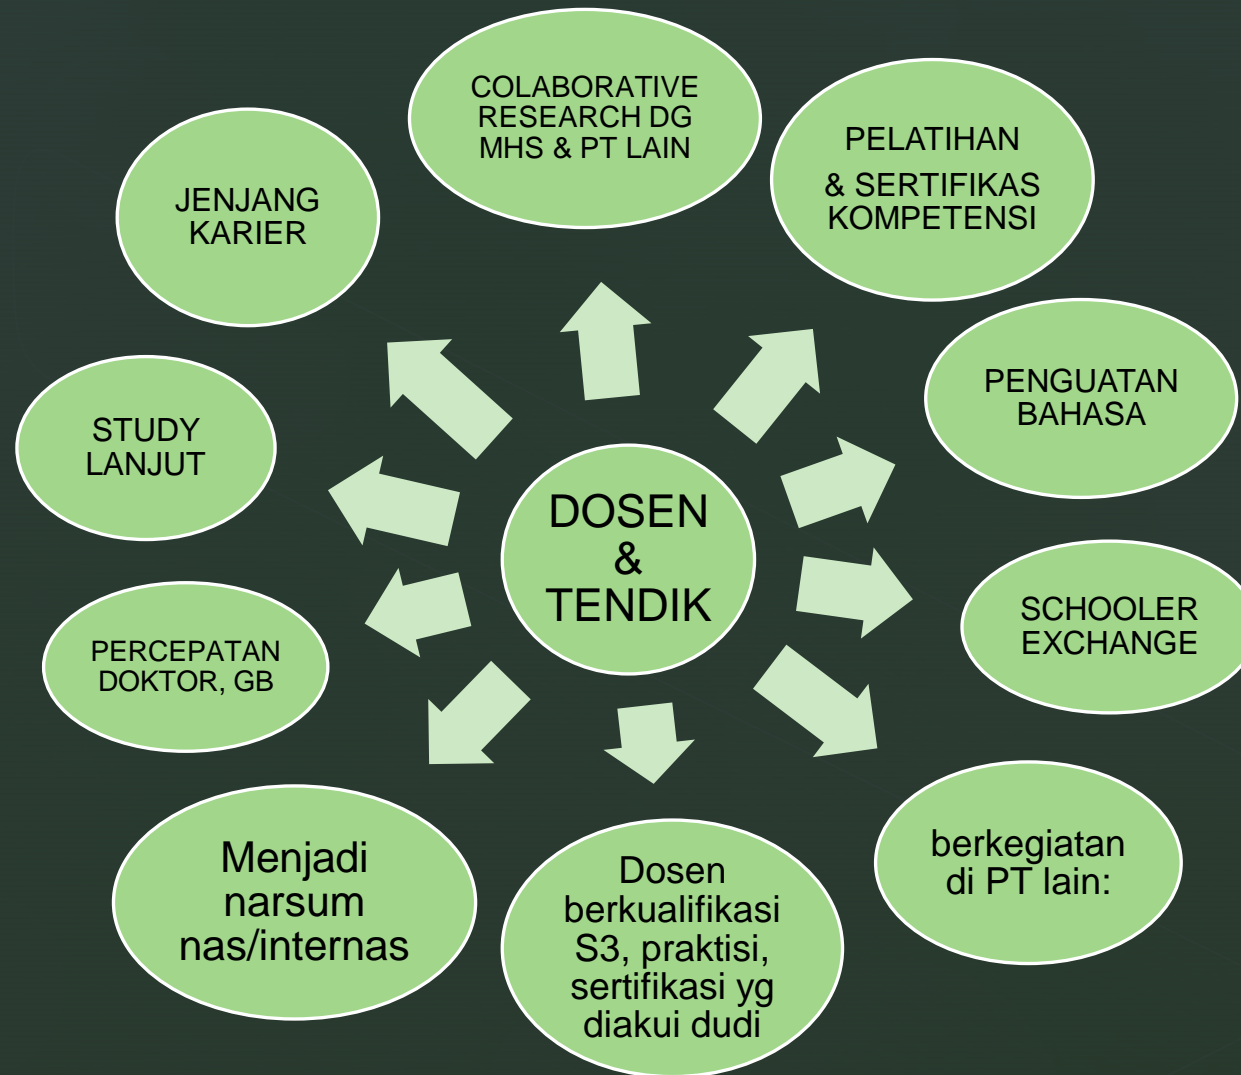 COLABORATIVE
RESEARCH DG
MHS & PT LAIN
PELATIHAN
& SERTIFIKAS
KOMPETENSI
PENGUATAN
BAHASA
SCHOOLER
EXCHANGE
berkegiatan
di PT lain:
Dosen
berkualifikasi
S3, praktisi,
sertifikasi yg
diakui dudi
Menjadi
narsum
nas/internas
PERCEPATAN
DOKTOR, GB
STUDY
LANJUT
JENJANG
KARIER
DOSEN
&
TENDIK